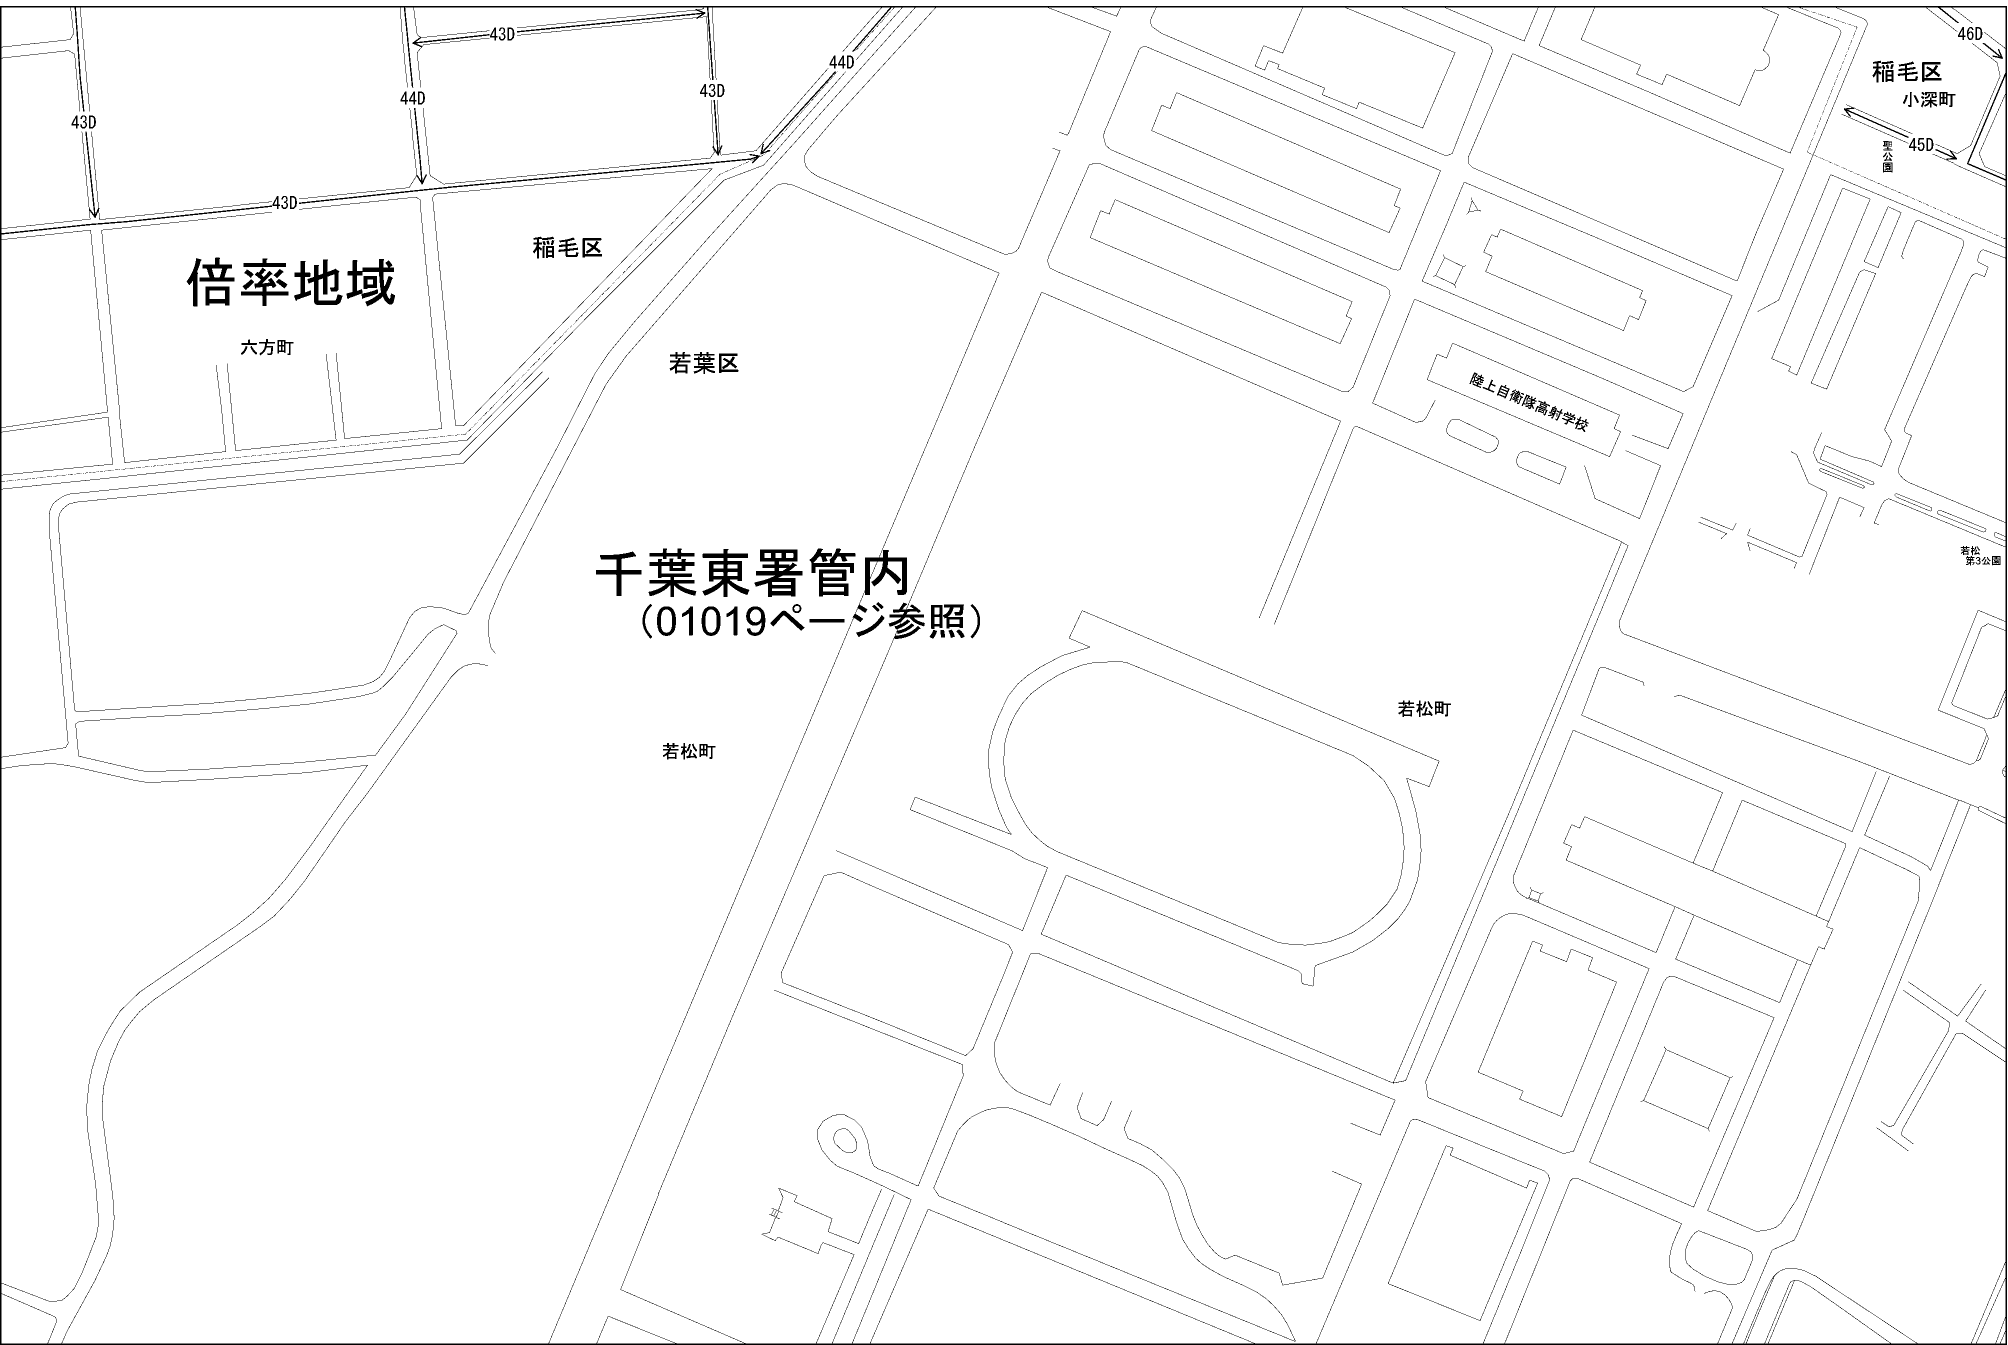 43D
46D
44D
稲毛区
43D
44D
小深町
43D
45D
聖公園
43D
稲毛区
倍率地域
六方町
若葉区
陸上自衛隊高射学校
千葉東署管内
若松
第3公園
（01019ページ参照）
若松町
若松町